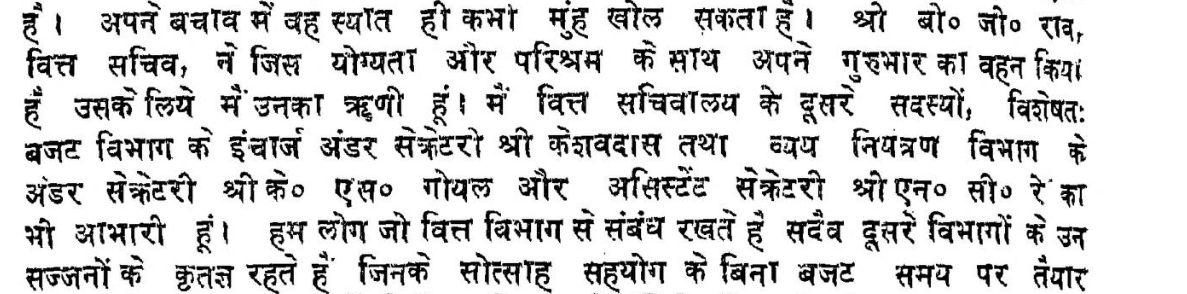 है। अपने बचाव में वह स्यात ही कभी मुंह खोल सकता है। श्री बी० जी० राव,
वित्त सचिव, ने जिस योग्यता और परिश्रम के साथ अपने गुरुभार का वहन किया
है उसके लिये मैं उनका ऋणी हूं। मैं वित्त सचिवालय के दूसरे सदस्यों, विशेषतः
बजट विभाग के इंचार्ज अंडर सेक्रेटरी श्री केशवदास तथा व्यय नियंत्रण विभाग के
अंडर सेक्रेटरी श्री के० एस० गोयल और असिस्टेंट सेक्रेटरी श्री एन० सी० रे का
भी आभारी हूं। हम लोग जो वित्त विभाग से संबंध रखते है सदैव दूसरे विभागों के उन
सज्जनों के कृतज्ञ रहते हैं जिनके सोत्साह सहयोग के बिना बजट समय पर तैयार